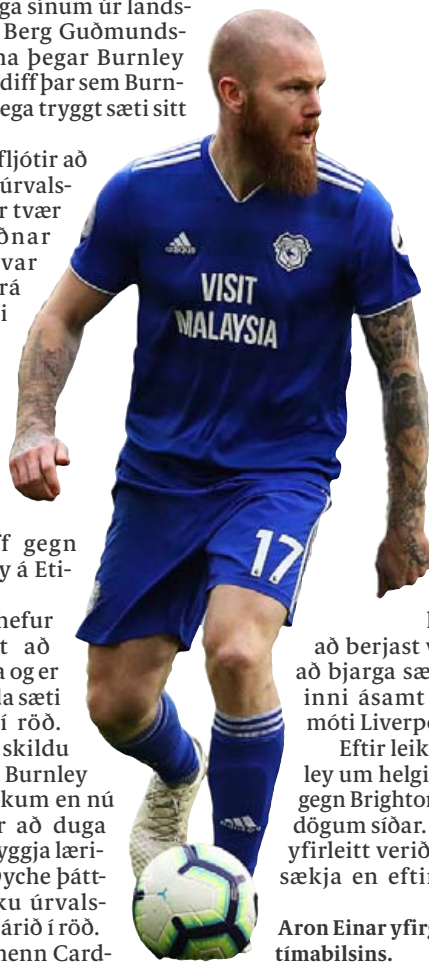 ga sínum úr lands-
Berg Guðmunds-
na þegar Burnley
diff þar sem Burn-
ega tryggt sæti sitt
fljótir að
úrvals-
r tvær
ðnar
var
rá
i
ff gegn
y á Eti-
hefur
t að
a og er
da sæti
í röð.
skildu
Burnley
kum en nú
r að duga
yggja læri-
Dyche þátt-
ku úrvals-
árið í röð.
menn Card-
VISIT
MALAYSIA
17
að berjast v
að bjarga sæ
inni ásamt
móti Liverpo
Eftir leik
ley um helgi
gegn Brighton
dögum síðar.
yfirleitt verið
sækja en eftir
Aron Einar yfirg
tímabilsins.